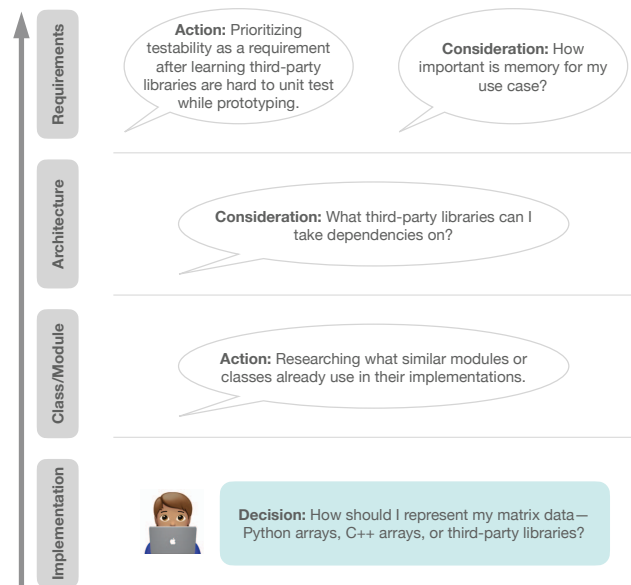 Requirements
Action: Prioritizing
testability as a requirement
after learning third-party
libraries are hard to unit test
while prototyping.
Consideration: How
important is memory for my
use case?
Architecture
Consideration: What third-party libraries can I
take dependencies on?
Class/Module
Action: Researching what similar modules or
classes already use in their implementations.
Implementation
Decision: How should I represent my matrix data—
Python arrays, C++ arrays, or third-party libraries?